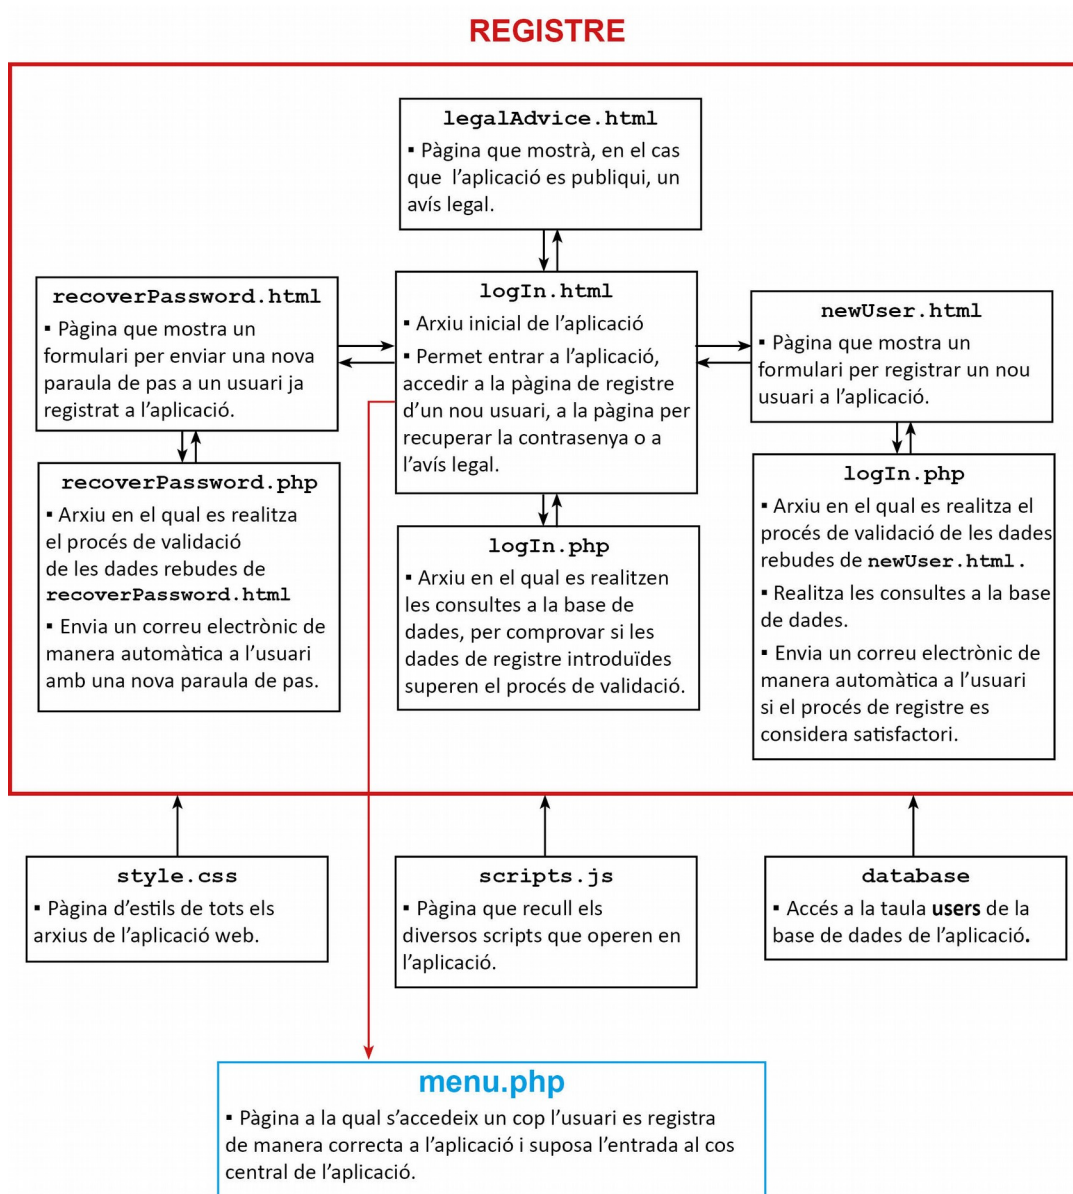 REGISTRE
legalAdvice.html
▪ Pàgina que mostrà, en el cas
que l’aplicació es publiqui, un
avís legal.
recoverPassword.html
▪ Pàgina que mostra un
formulari per enviar una nova
paraula de pas a un usuari ja
registrat a l’aplicació.
logIn.html
▪ Arxiu inicial de l’aplicació
▪ Permet entrar a l’aplicació,
accedir a la pàgina de registre
d’un nou usuari, a la pàgina per
recuperar la contrasenya o a
l’avís legal.
newUser.html
▪ Pàgina que mostra un
formulari per registrar un nou
usuari a l’aplicació.
recoverPassword.php
▪ Arxiu en el qual es realitza
el procés de validació
de les dades rebudes de
recoverPassword.html
▪ Envia un correu electrònic de
manera automàtica a l’usuari
amb una nova paraula de pas.
logIn.php
▪ Arxiu en el qual es realitzen
les consultes a la base de
dades, per comprovar si les
dades de registre introduïdes
superen el procés de validació.
logIn.php
▪ Arxiu en el qual es realitza el
procés de validació de les dades
rebudes de newUser.html.
▪ Realitza les consultes a la base
de dades.
▪ Envia un correu electrònic de
manera automàtica a l’usuari
si el procés de registre es
considera satisfactori.
style.css
▪ Pàgina d’estils de tots els
arxius de l’aplicació web.
scripts.js
▪ Pàgina que recull els
diversos scripts que operen en
l’aplicació.
database
▪ Accés a la taula users de la
base de dades de l’aplicació.
menu.php
▪ Pàgina a la qual s’accedeix un cop l’usuari es registra
de manera correcta a l’aplicació i suposa l’entrada al cos
central de l’aplicació.